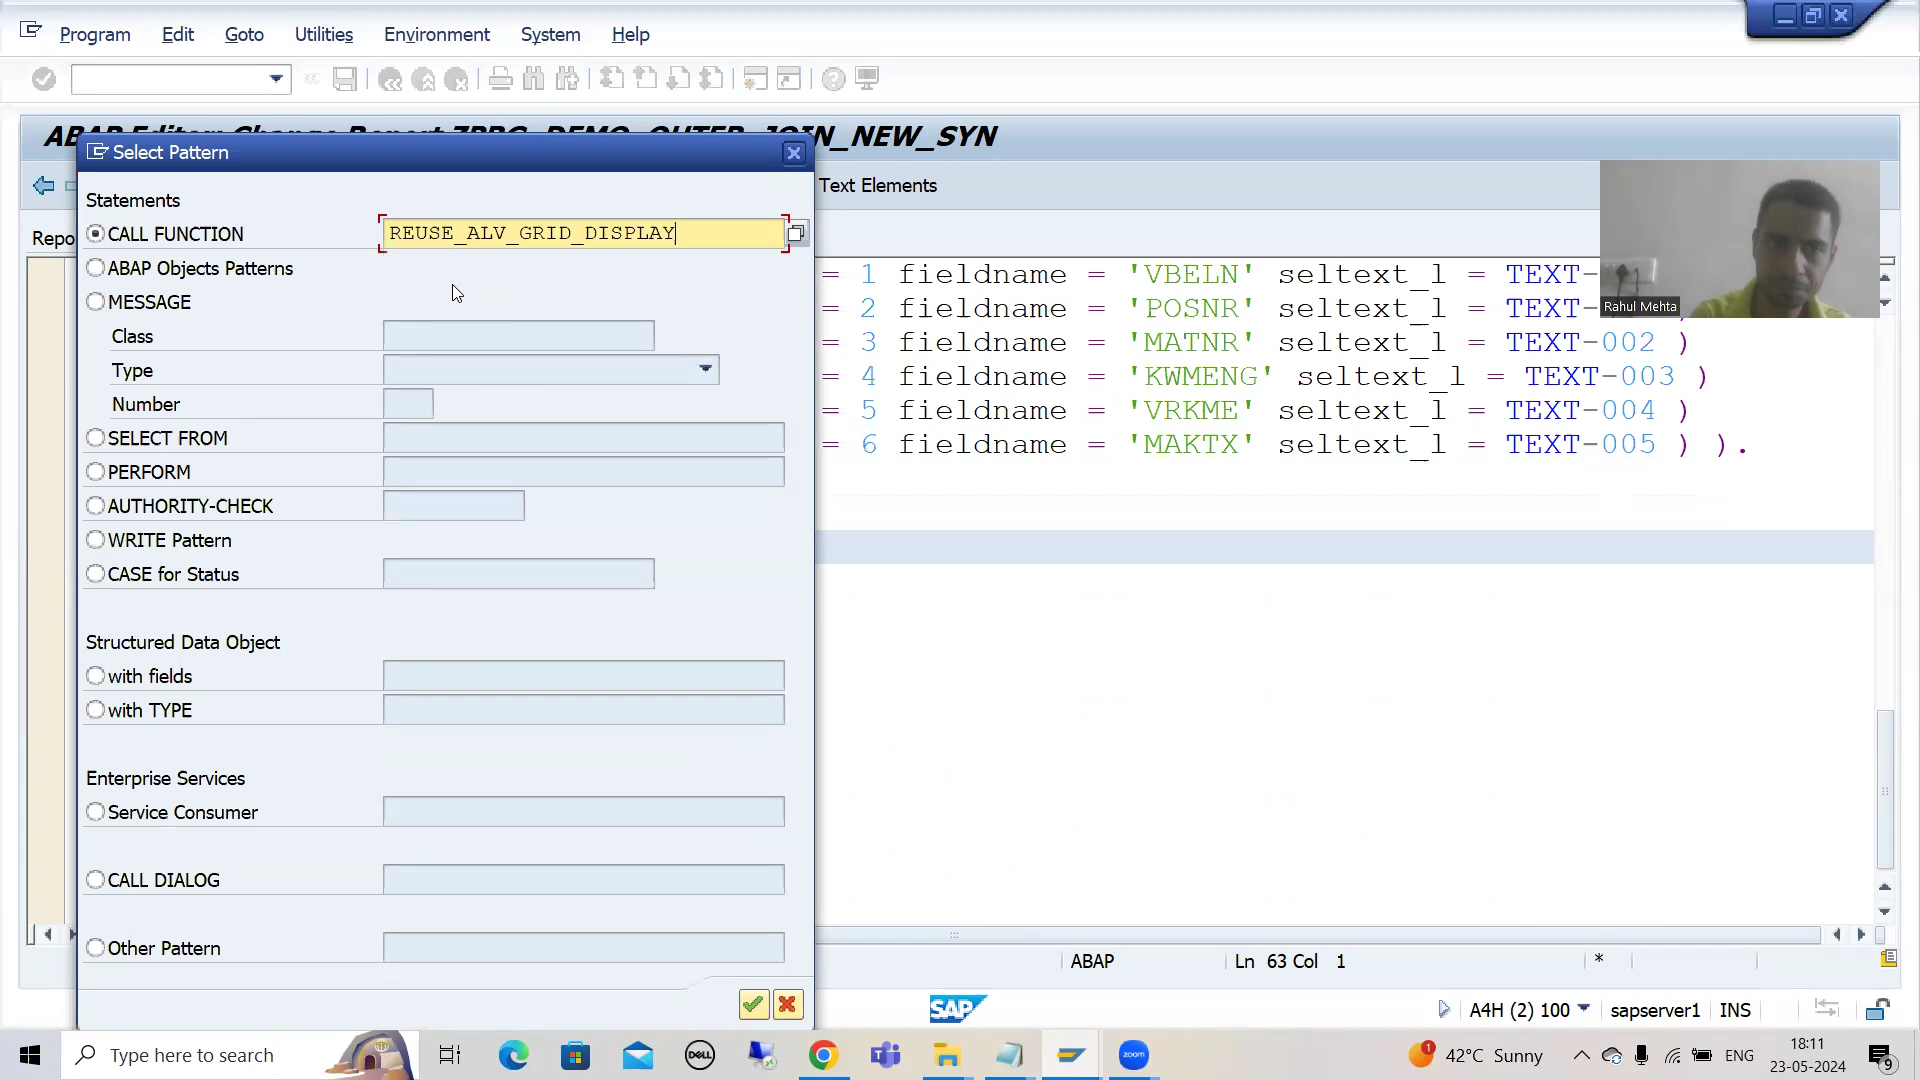 Program Edit Goto Utilities Environment System Help
JOIN_NEW_SYN
Select Pattern
Text Elements
Statements
Repo
CALL FUNCTION REUSE_ALV_GRID_DISPLAY
ABAP Objects Patterns
MESSAGE
Class
Type
Number
SELECT FROM
PERFORM
AUTHORITY-CHECK
WRITE Pattern
CASE for Status
Structured Data Object
with fields
with TYPE
Enterprise Services
Service Consumer
CALL DIALOG
Other Pattern
= 1 fieldname = 'VBELN' seltext_l = TEXT-
= 2 fieldname = 'POSNR' seltext_l = TEXT-
= 3 fieldname = 'MATNR' seltext_l = TEXT-002 )
= 4 fieldname = 'KWMENG' seltext_l = TEXT-003 )
= 5 fieldname = 'VRKME' seltext_l = TEXT-004 )
= 6 fieldname = 'MAKTX' seltext_l = TEXT-005 ) ).
Rahul Mehta
ABAP Ln 63 Col 1 *
SAP A4H (2) 100 sapserver1 INS
Type here to search
DELL
zoom
1 42°C Sunny ENG
18:11
23-05-2024
9